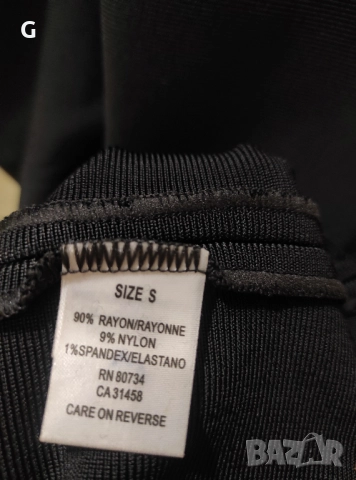 G
SIZE S
90% RAYON/RAYONNE
9% NYLON
1%SPANDEX/ELASTANO
RN 80734
CA 31458
CARE ON REVERSE
BAZAR